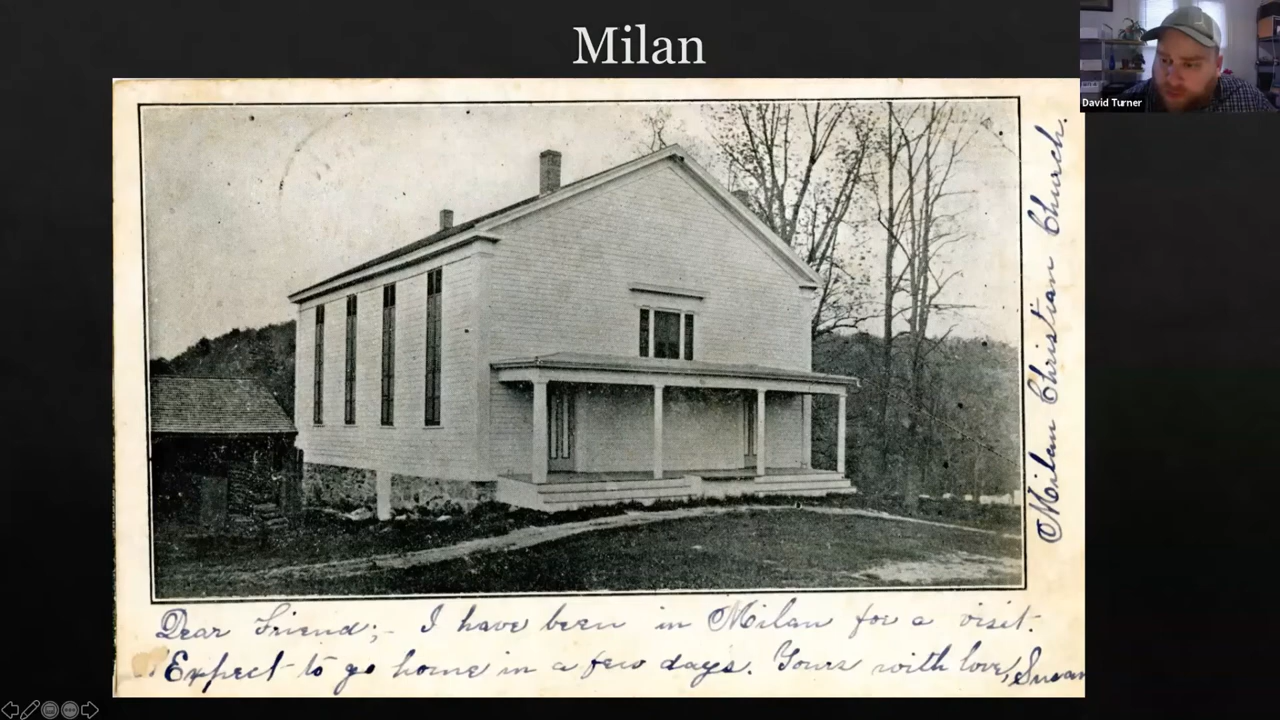 Milan
David Turner
Milan Christian Church.
Dear Friend;- I have been in Milan for a visit.
Expect to go home in a few days. Yours with love, Susan